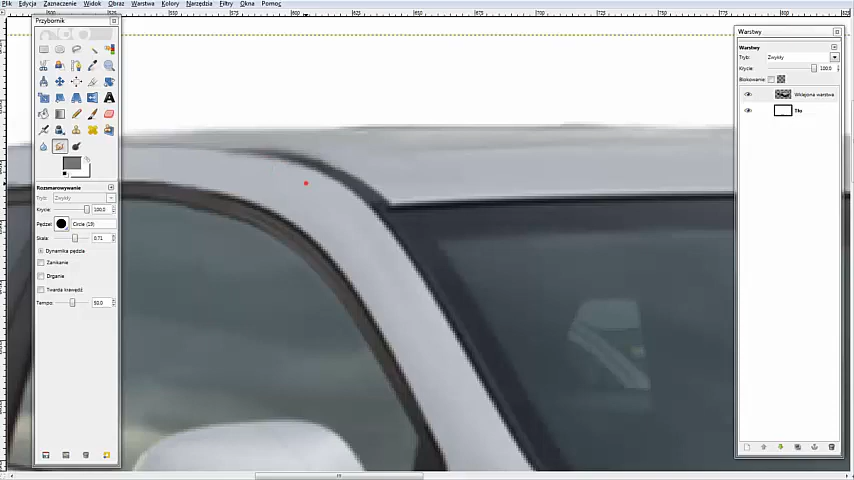 Plik Edycja Zaznaczenie Widok Obraz Warstwa Kolory Narzędzia Filtry Okna Pomoc
Przybornik
Rozsmarowywanie
Tryb: Zwykły
Krycie: 100.0
Pędzel: Circle (19)
Skala: 0.71
Dynamika pędzla
Zanikanie
Drganie
Twarda krawędź
Tempo: 50.0
Warstwy
Warstwy
Tryb: Zwykły
Krycie: 100.0
Blokowanie:
Wklejona warstwa
Tło